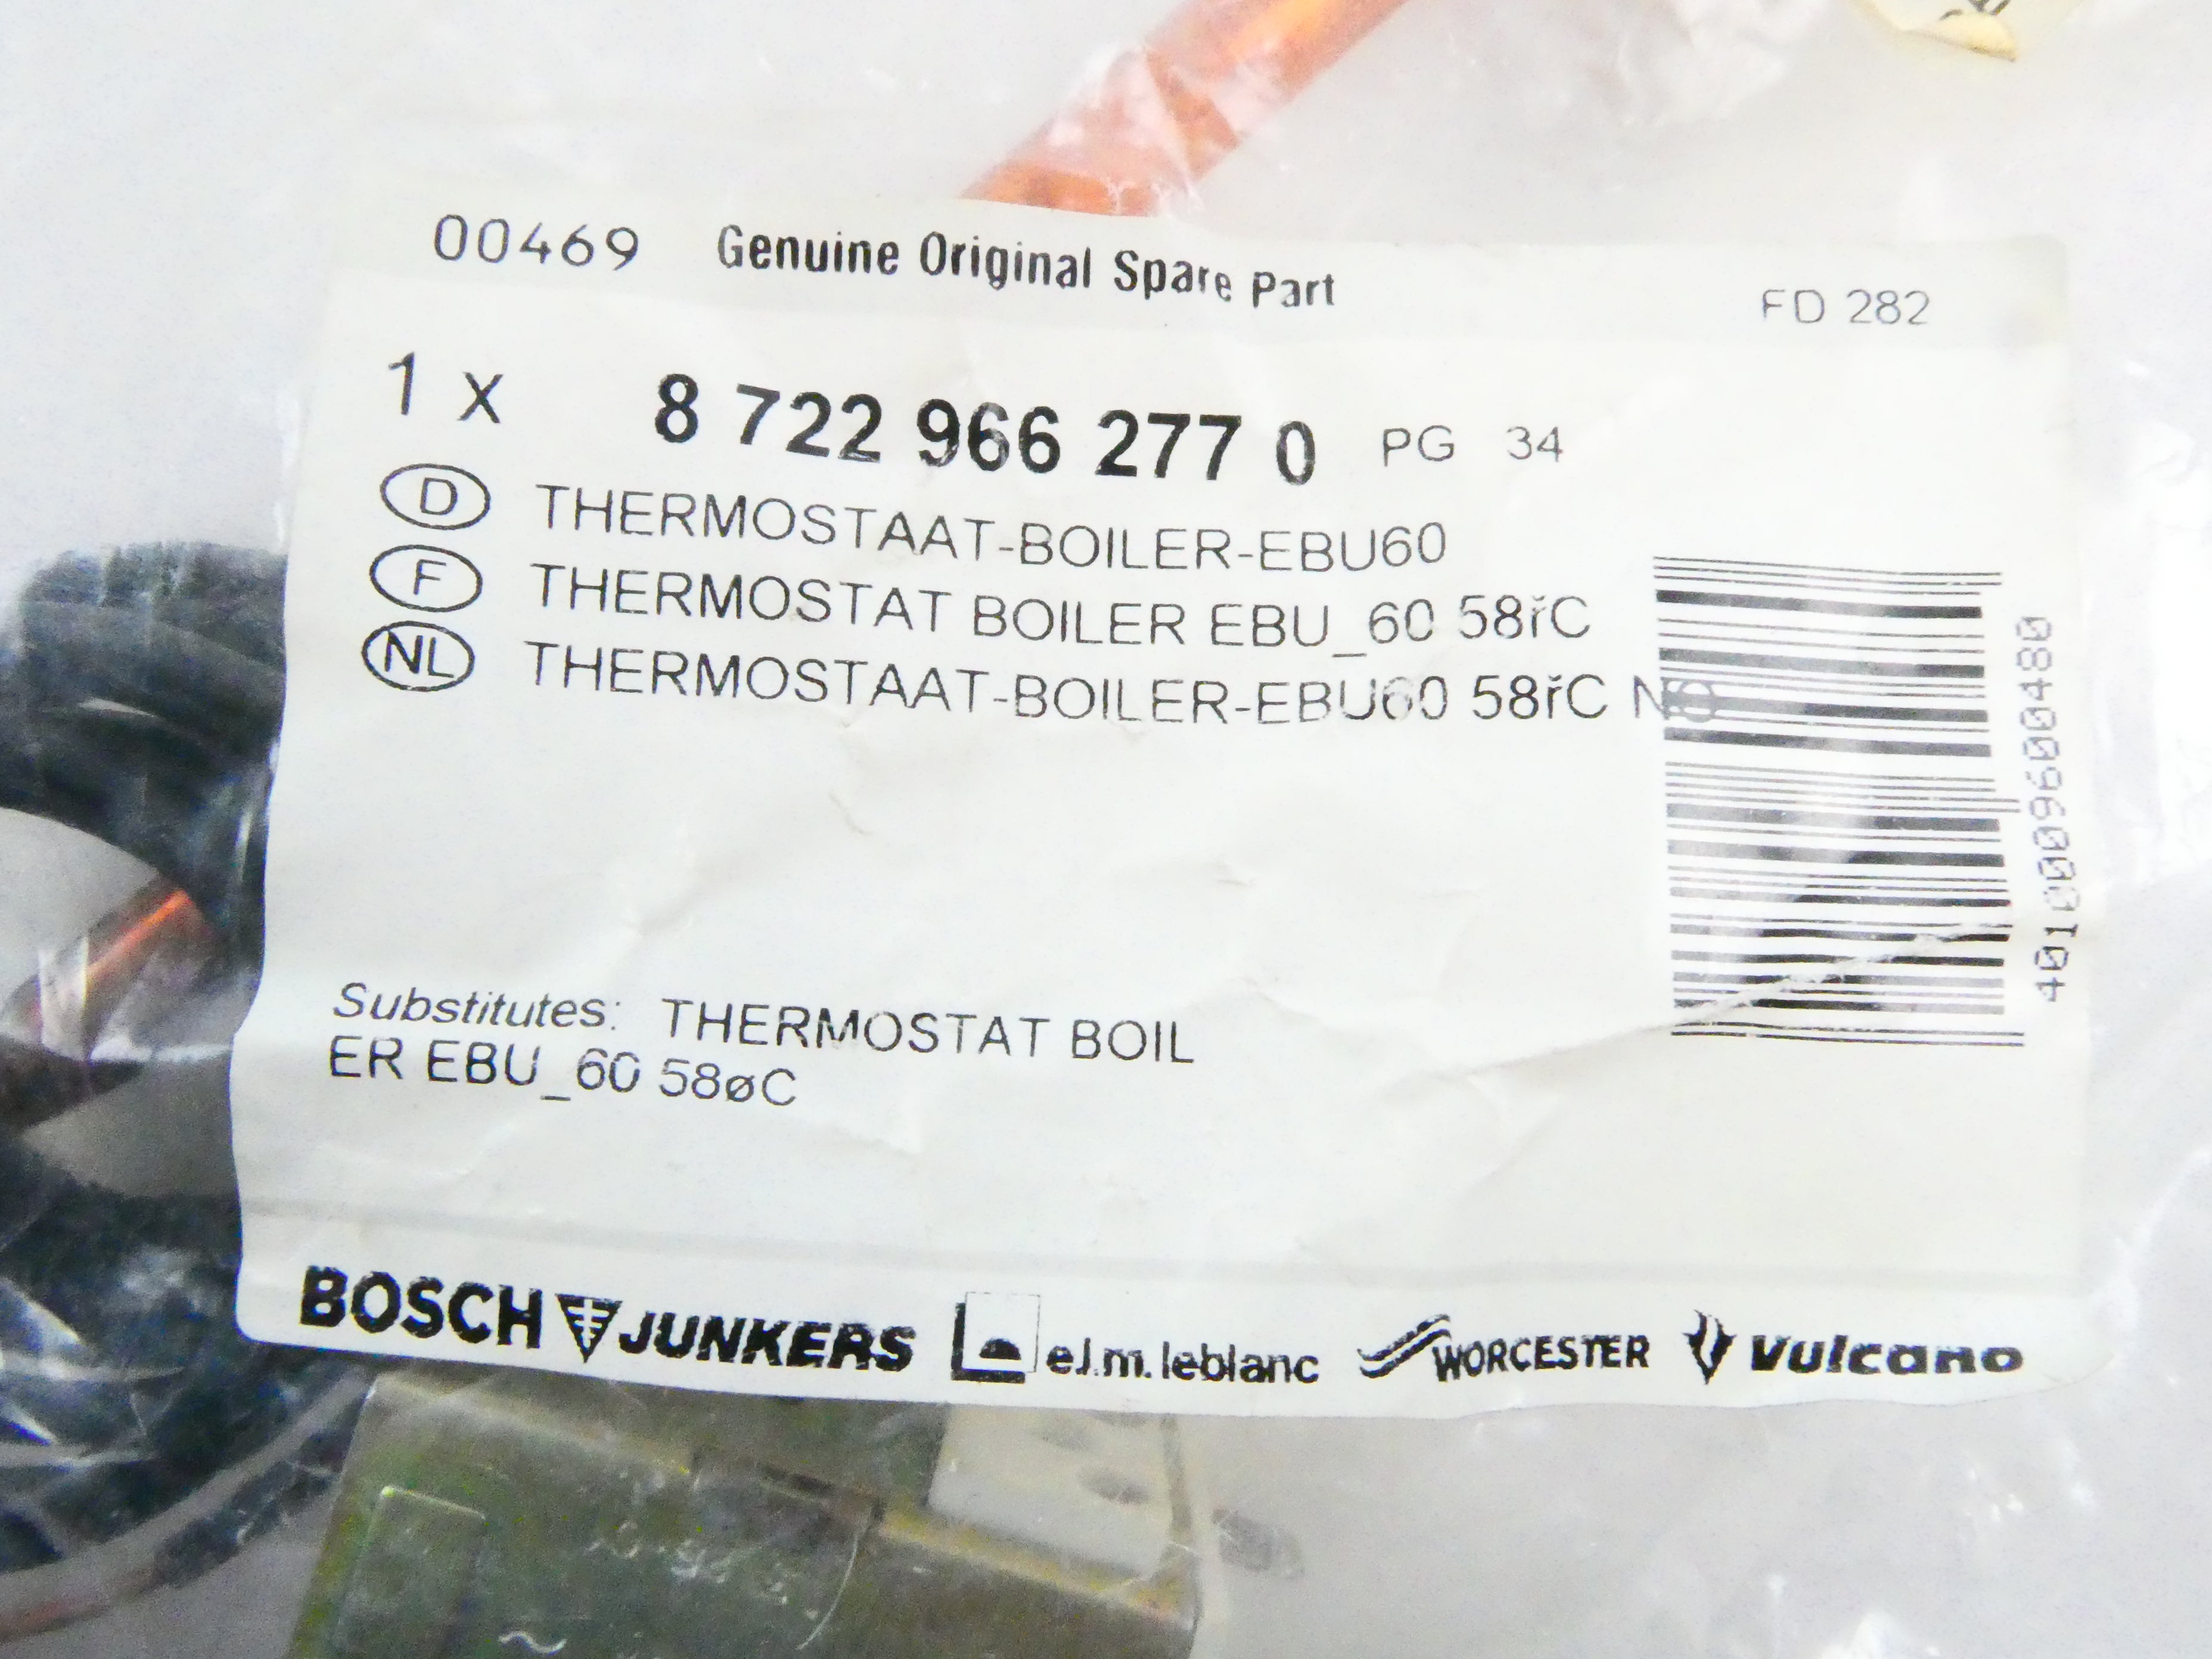 00469 Genuine Original Spare Part
FD 282
1 x 8 722 966 277 0 PG 34
D THERMOSTAAT-BOILER-EBU60
F THERMOSTAT BOILER EBU_60 58řC
NL THERMOSTAAT-BOILER-EBU60 58řC NO
4010009600480
Substitutes: THERMOSTAT BOIL
ER EBU_60 58øC
BOSCH JUNKERS e.l.m. leblanc WORCESTER Vulcano